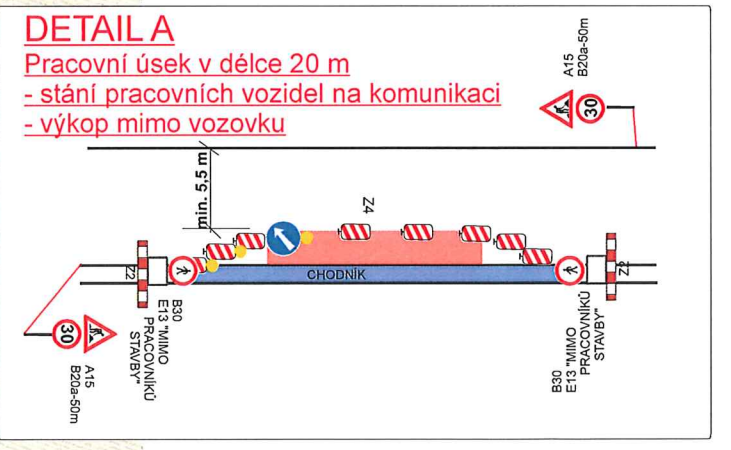 DETAIL A
Pracovní úsek v délce 20 m
- stání pracovních vozidel na komunikaci
- výkop mimo vozovku
A15
B20a-50m
30
min. 5,5 m
Z4
Z2
CHODNÍK
Z2
B30
E13 "MIMO
PRACOVNÍKŮ
STAVBY"
30
A15
B20a-50m
B30
E13 "MIMO
PRACOVNÍKŮ
STAVBY"